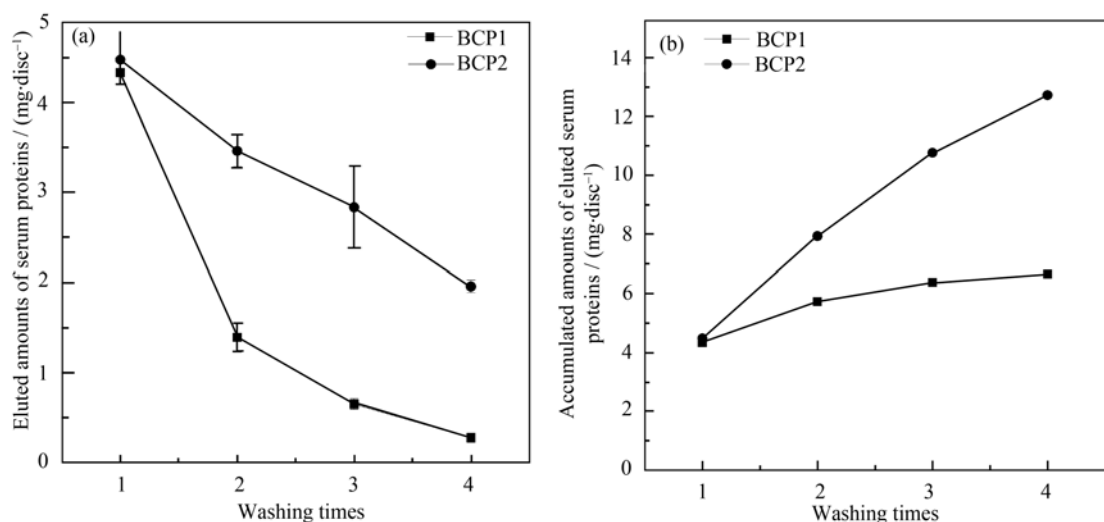 (a)
BCP1
BCP2
Eluted amounts of serum proteins / (mg·disc⁻¹)
5
4
3
2
1
0
1 2 3 4
Washing times
(b)
BCP1
BCP2
Accumulated amounts of eluted serum
proteins / (mg·disc⁻¹)
14
12
10
8
6
4
2
0
1 2 3 4
Washing times